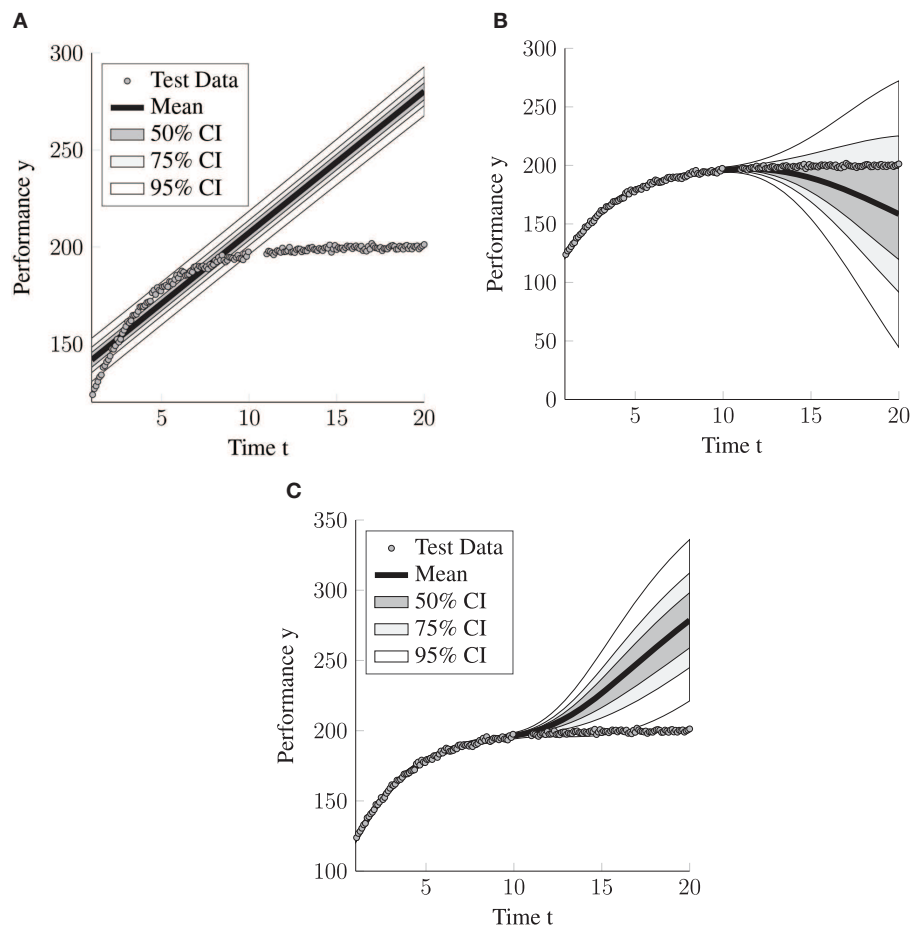 A
300
250
200
150
Performance y
Test Data
Mean
50% CI
75% CI
95% CI
5
10
15
20
Time t
B
300
250
200
150
100
50
0
Performance y
5
10
15
20
Time t
C
350
300
250
200
150
100
Performance y
Test Data
Mean
50% CI
75% CI
95% CI
5
10
15
20
Time t